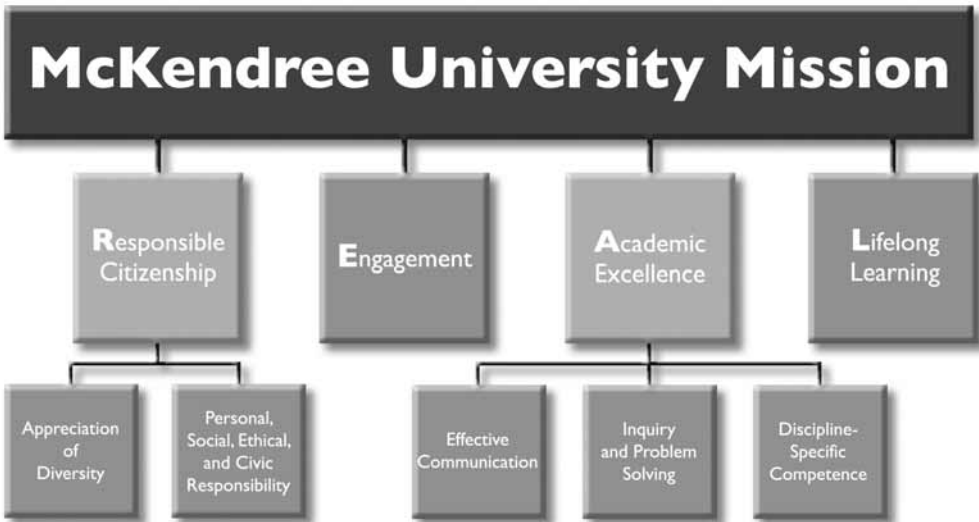 McKendree University Mission
Responsible
Citizenship
Engagement
Academic
Excellence
Lifelong
Learning
Appreciation
of
Diversity
Personal,
Social, Ethical,
and Civic
Responsibility
Effective
Communication
Inquiry
and Problem
Solving
Discipline-
Specific
Competence